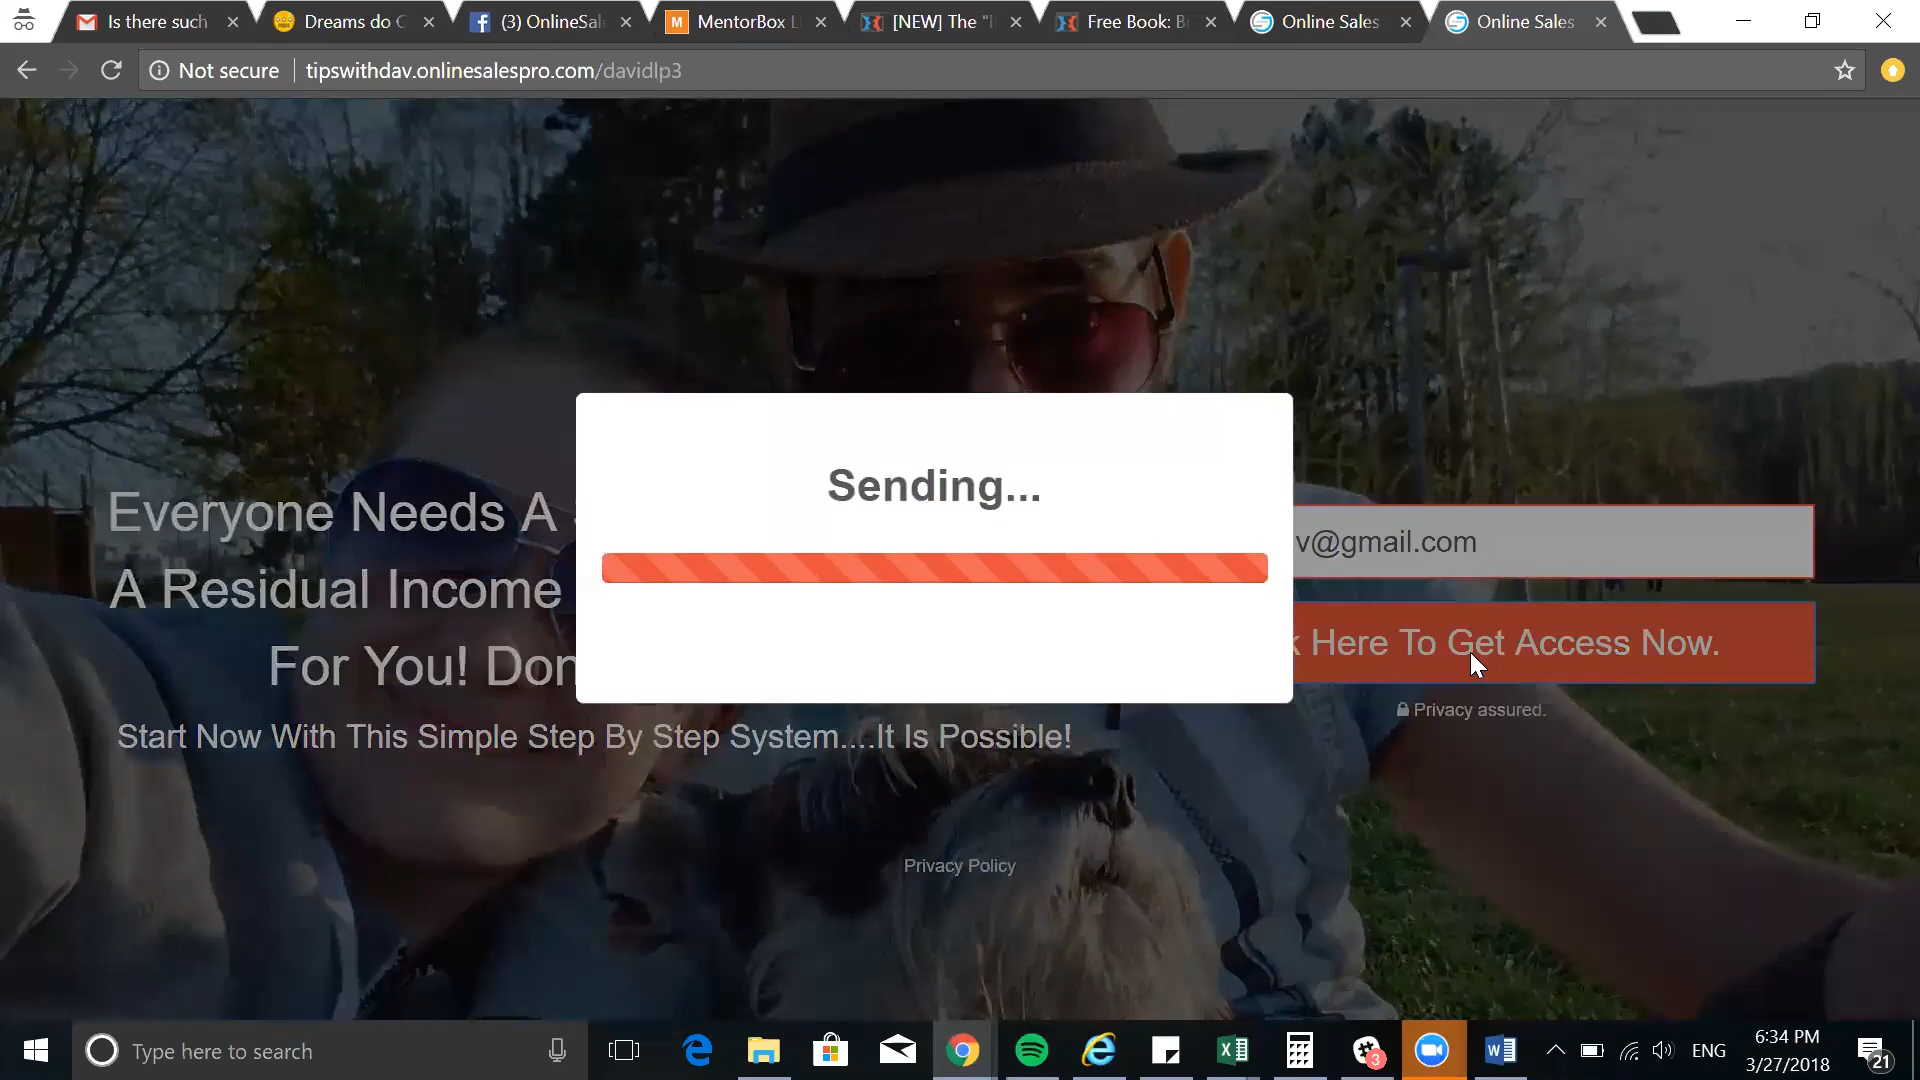 Is there such
Dreams do C
(3) OnlineSal
MentorBox L
[NEW] The "
Free Book: B
Online Sales
Online Sales
Not secure
tipswithdav.onlinesalespro.com/davidlp3
Sending...
Everyone Needs A
v@gmail.com
A Residual Income
Here To Get Access Now.
For You! Don
Privacy assured.
Start Now With This Simple Step By Step System....It Is Possible!
Privacy Policy
Type here to search
3
ENG
6:34 PM
3/27/2018
21